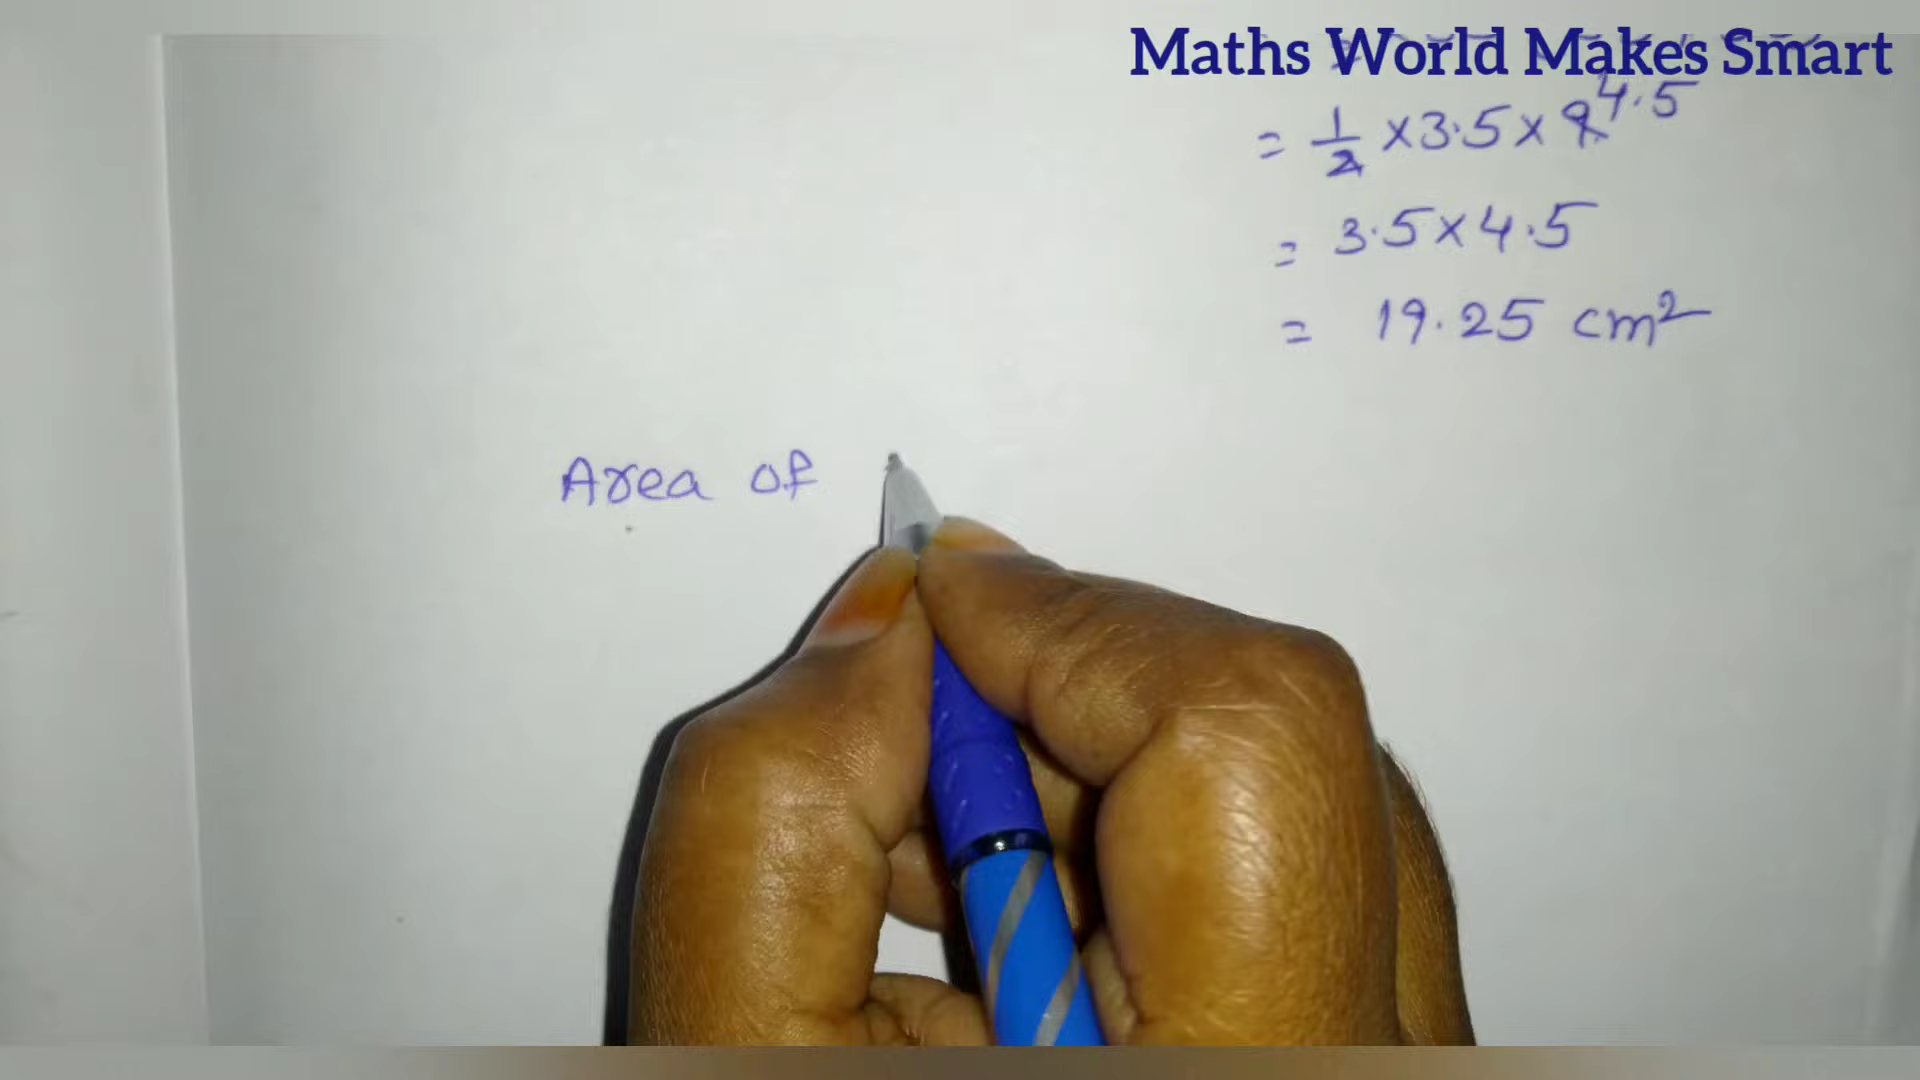 Maths World Makes Smart
= 1/2 × 3.5 × 9 4.5
= 3.5 × 4.5
= 19.25 cm²
Area of